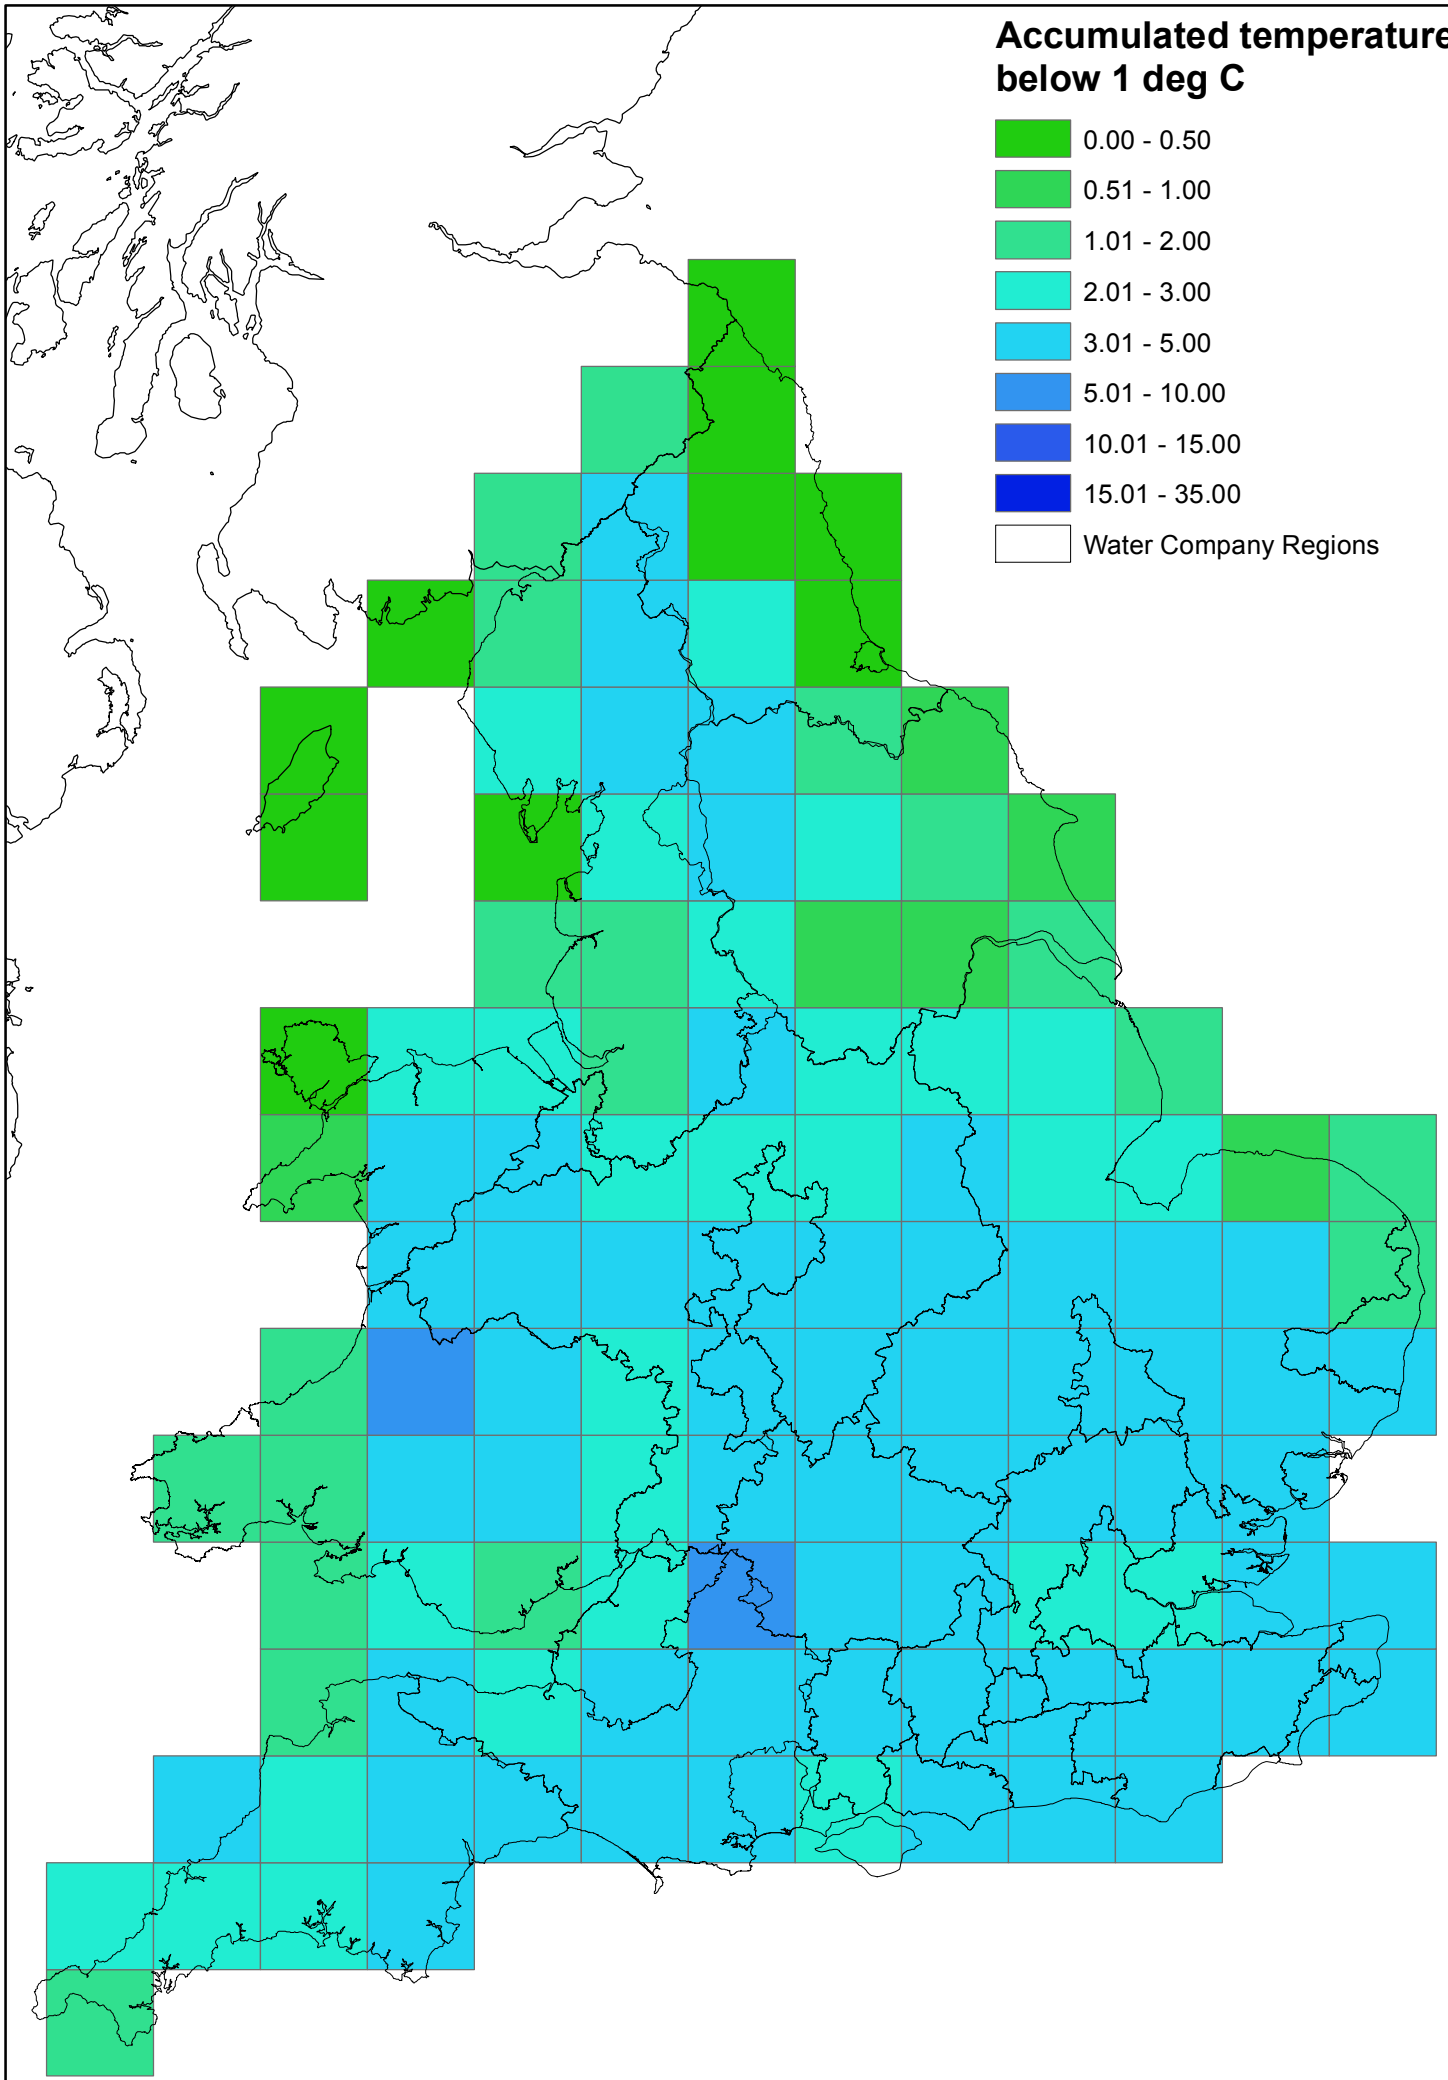 Accumulated temperature
below 1 deg C
0.00 - 0.50
0.51 - 1.00
1.01 - 2.00
2.01 - 3.00
3.01 - 5.00
5.01 - 10.00
10.01 - 15.00
15.01 - 35.00
Water Company Regions